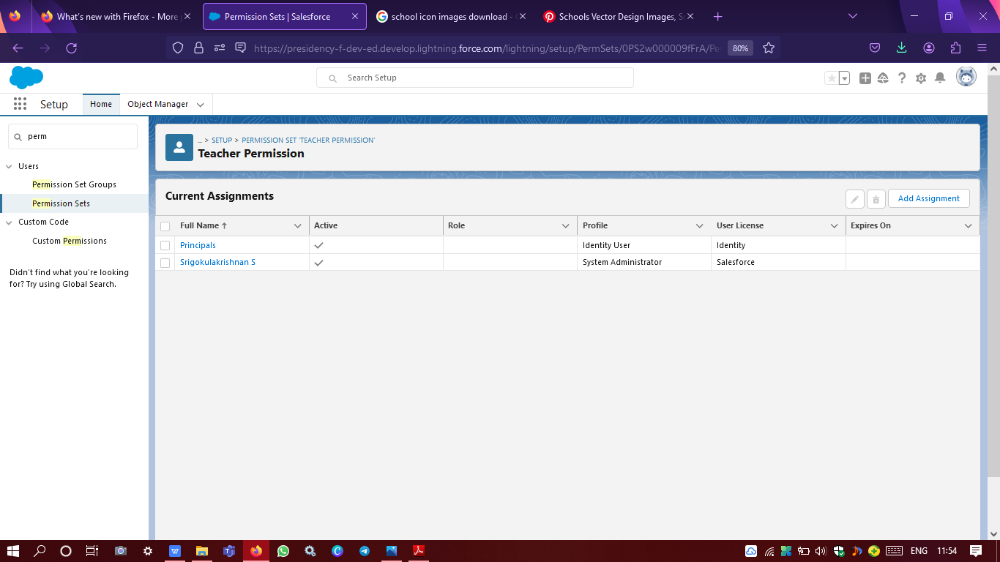 What's new with Firefox - More
Permission Sets | Salesforce
school icon images download -
Schools Vector Design Images,
https://presidency-f-dev-ed.develop.lightning.force.com/lightning/setup/PermSets/0PS2w000009fFrA/Pe
80%
Search Setup
Setup
Home
Object Manager
perm
Users
Permission Set Groups
Permission Sets
Custom Code
Custom Permissions
Didn't find what you're looking
for? Try using Global Search.
... > SETUP > PERMISSION SET 'TEACHER PERMISSION'
Teacher Permission
Current Assignments
Add Assignment
Full Name ↑ Active Role Profile User License Expires On
Principals Identity User Identity
Srigokulakrishnan S System Administrator Salesforce
ENG 11:54